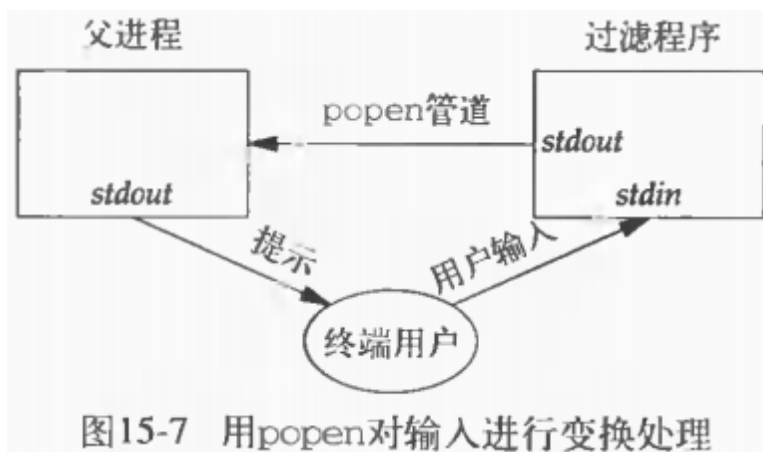 父进程
过滤程序
popen管道
stdout
stdout
stdin
提示
用户输入
终端用户
图15-7 用popen对输入进行变换处理